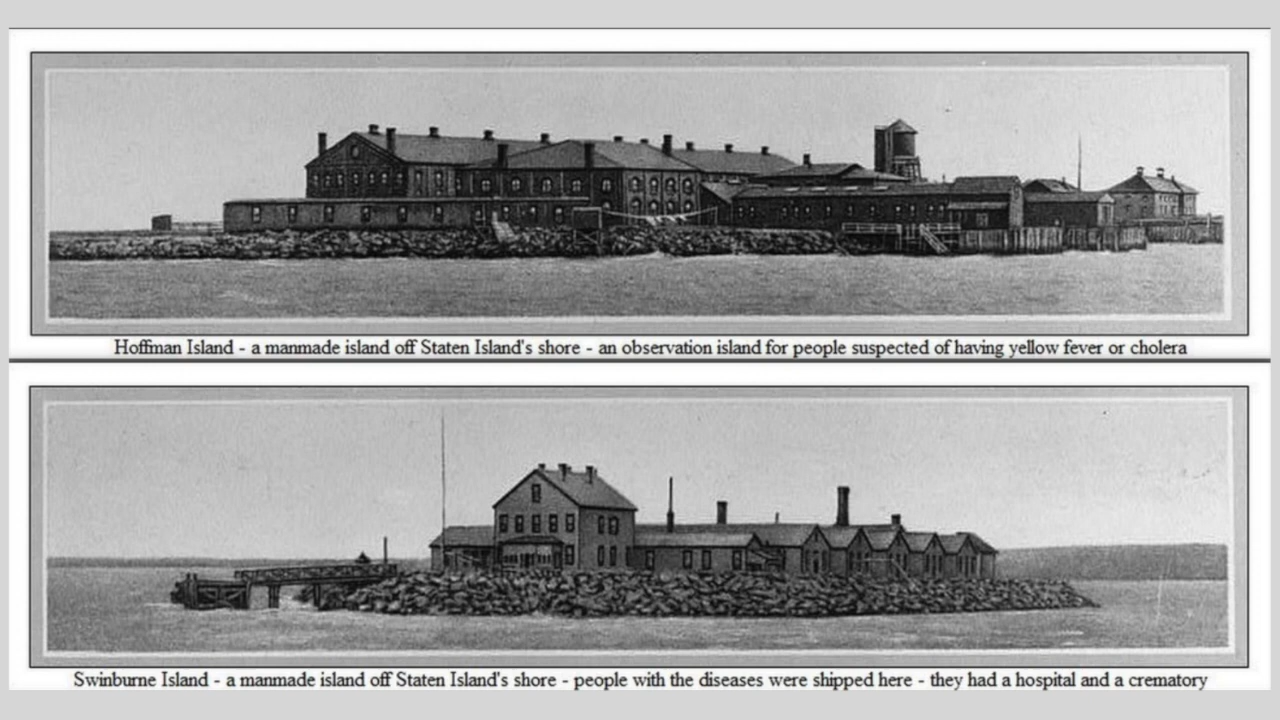 Hoffman Island - a manmade island off Staten Island's shore - an observation island for people suspected of having yellow fever or cholera
Swinburne Island - a manmade island off Staten Island's shore - people with the diseases were shipped here - they had a hospital and a crematory